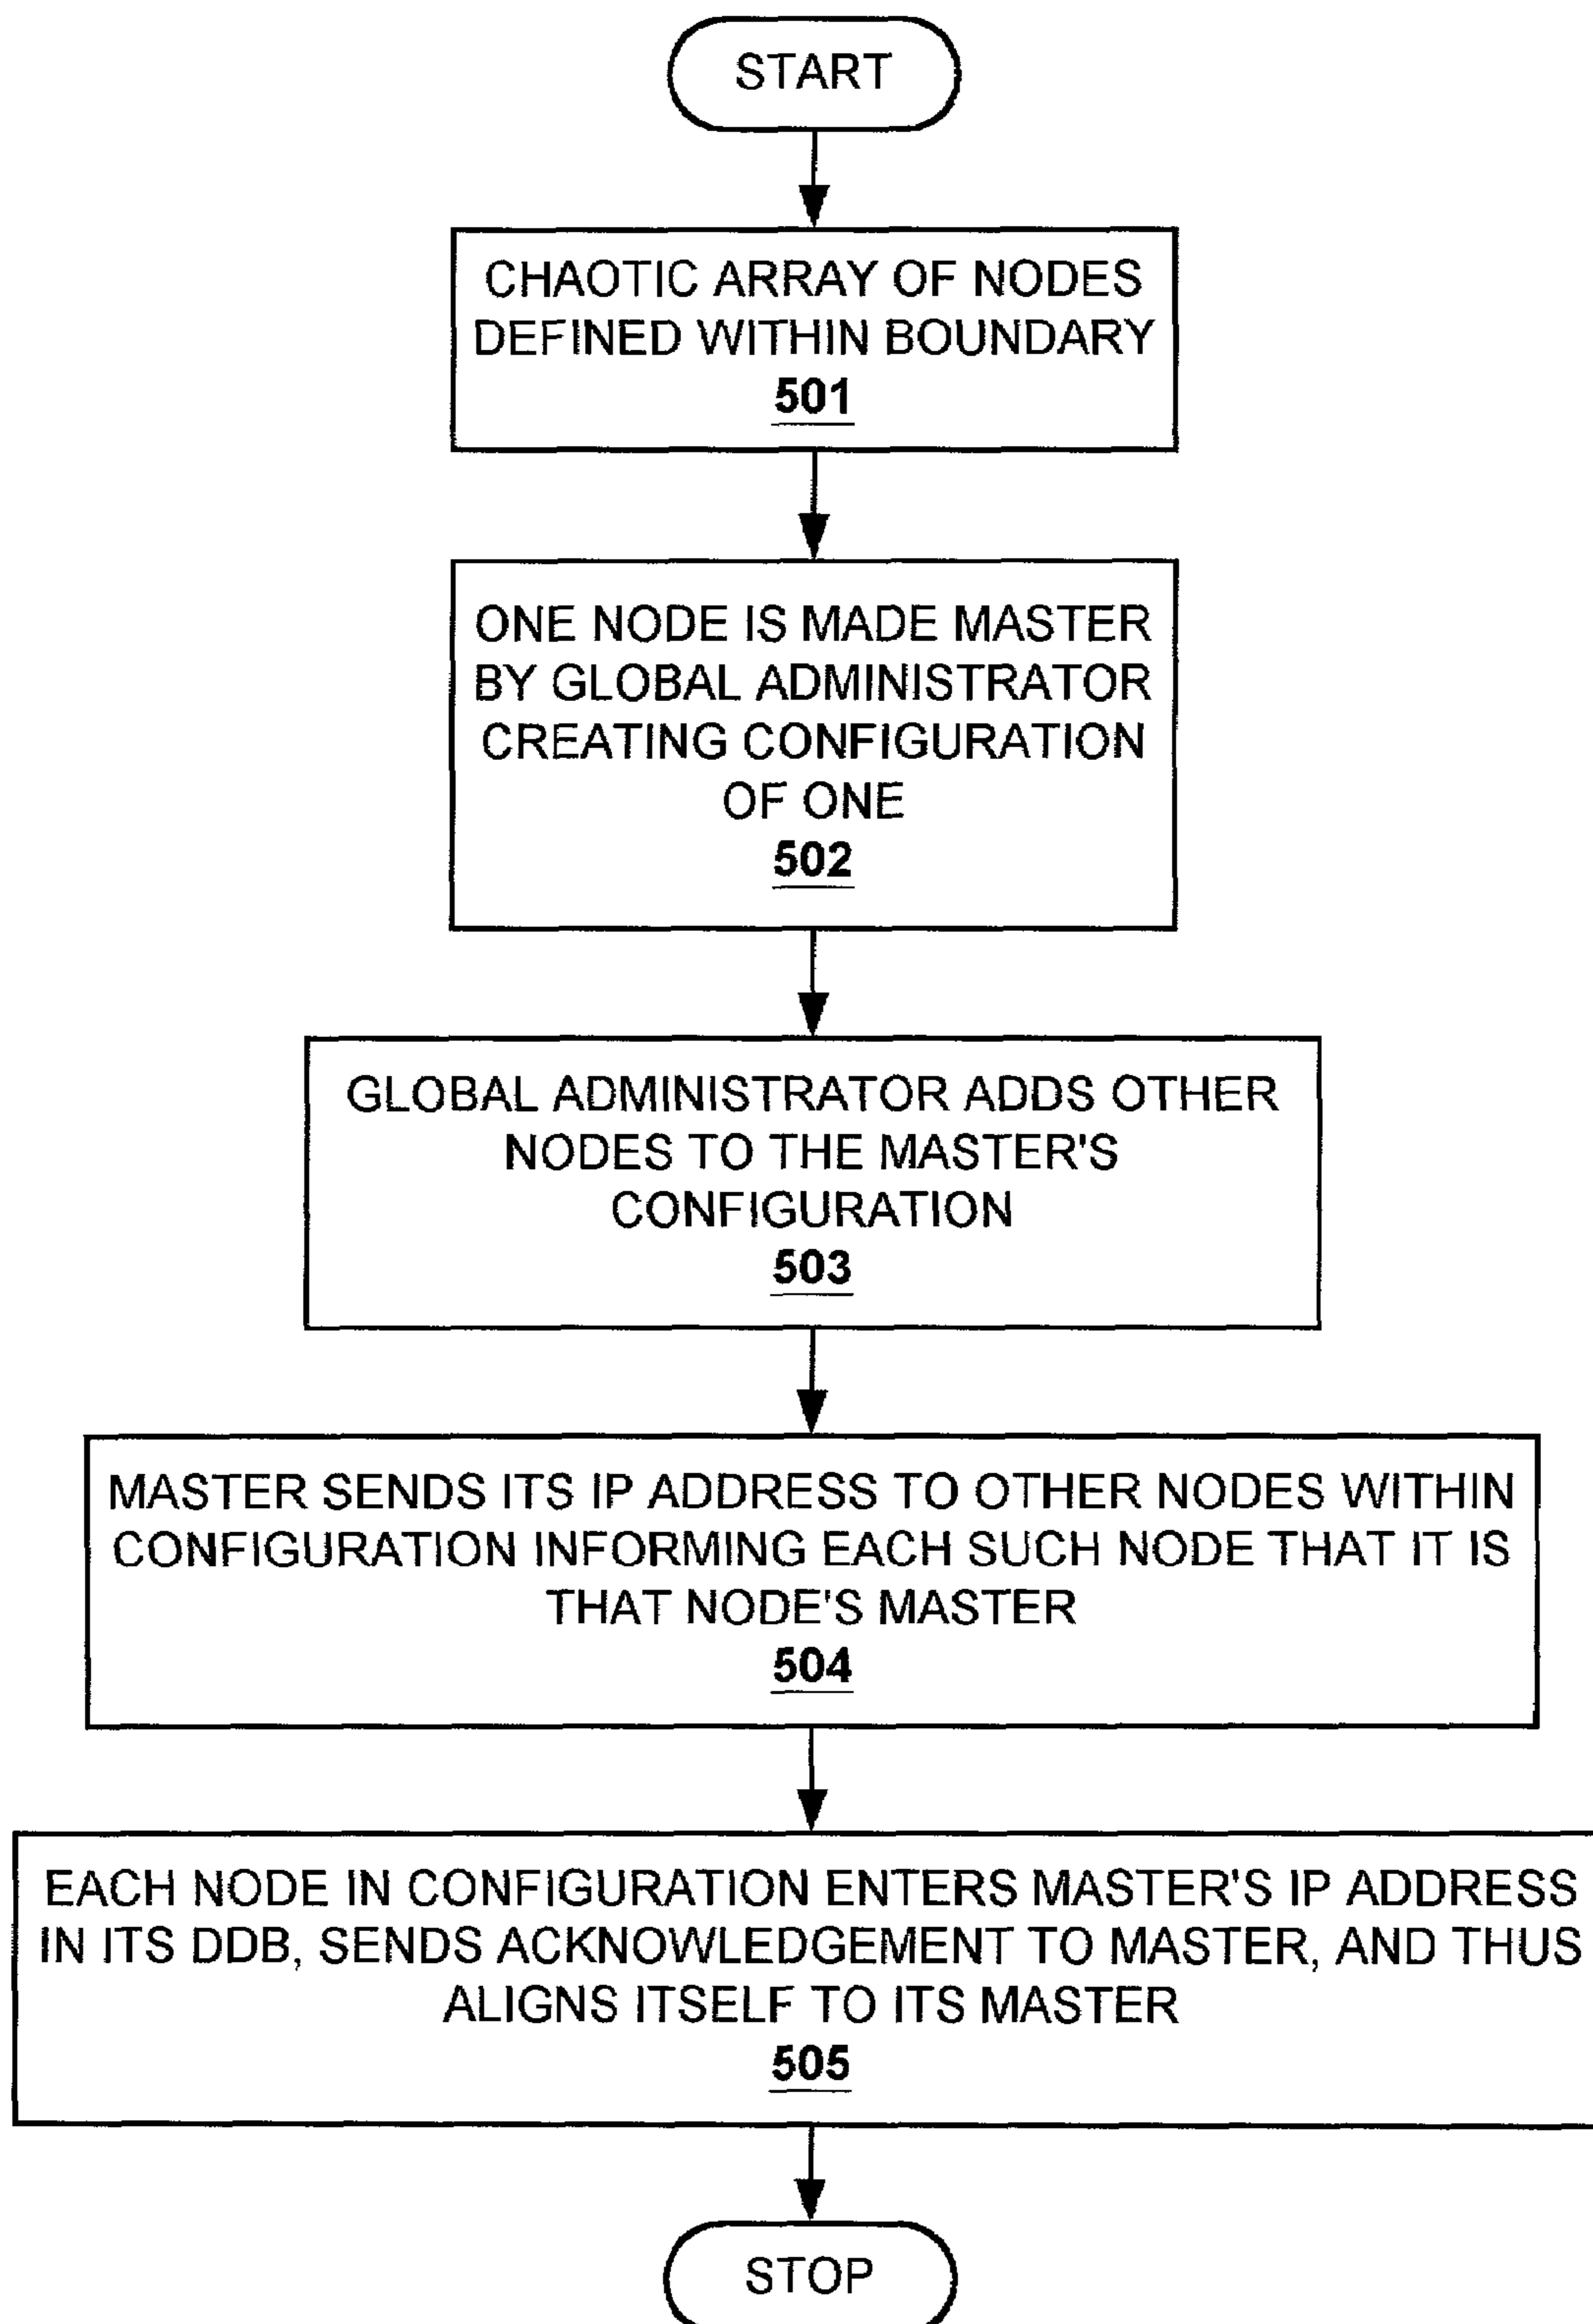 START
CHAOTIC ARRAY OF NODES
DEFINED WITHIN BOUNDARY
501
ONE NODE IS MADE MASTER
BY GLOBAL ADMINISTRATOR
CREATING CONFIGURATION
OF ONE
502
GLOBAL ADMINISTRATOR ADDS OTHER
NODES TO THE MASTER'S
CONFIGURATION
503
MASTER SENDS ITS IP ADDRESS TO OTHER NODES WITHIN
CONFIGURATION INFORMING EACH SUCH NODE THAT IT IS
THAT NODE'S MASTER
504
EACH NODE IN CONFIGURATION ENTERS MASTER'S IP ADDRESS
IN ITS DDB, SENDS ACKNOWLEDGEMENT TO MASTER, AND THUS
ALIGNS ITSELF TO ITS MASTER
505
STOP